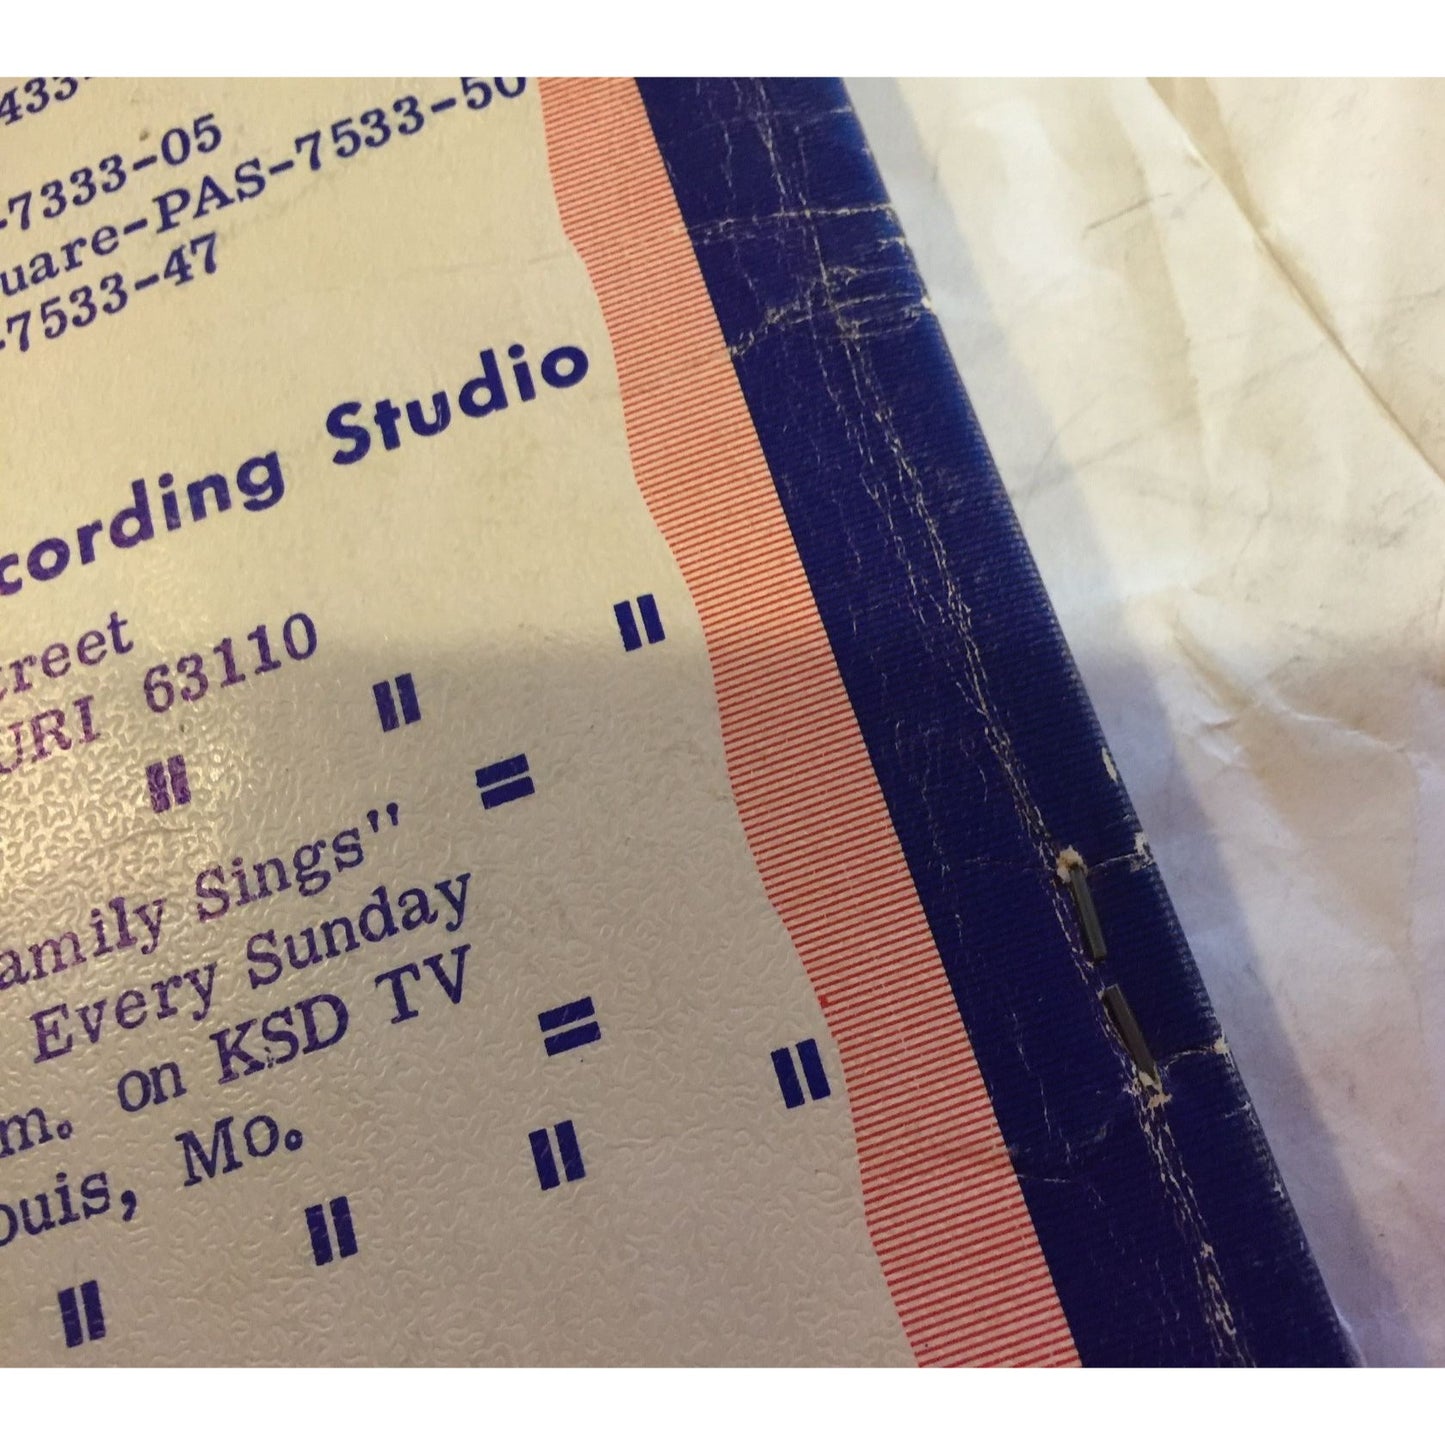 433-
-7333-05
uare-PAS-7533-50
-7533-47
cording Studio
treet
URI 63110
" "
"
amily Sings" =
Every Sunday
m. on KSD TV
ouis, Mo. =
" " " "